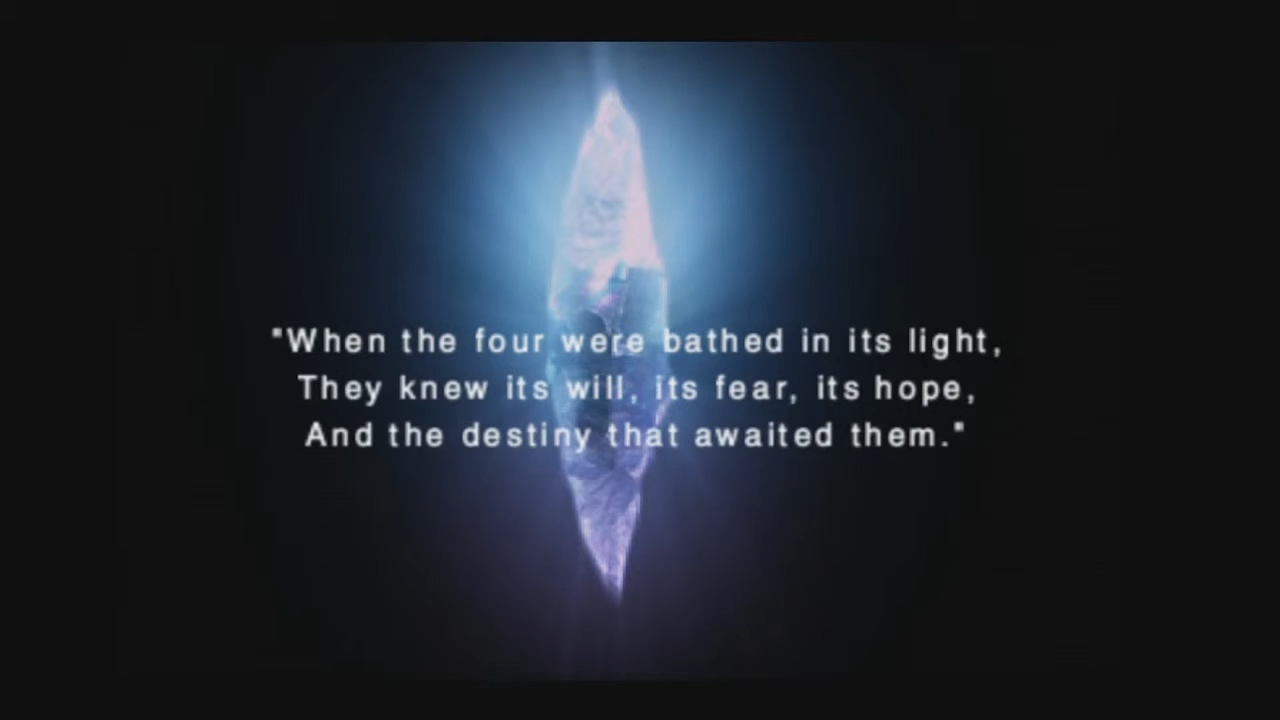 "When the four were bathed in its light,
They knew its will, its fear, its hope,
And the destiny that awaited them."